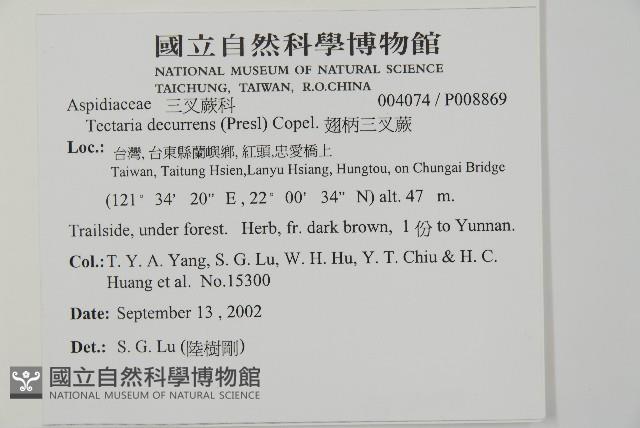 國立自然科學博物館
NATIONAL MUSEUM OF NATURAL SCIENCE
TAICHUNG, TAIWAN, R.O.CHINA
Aspidiaceae 三叉蕨科 004074 / P008869
Tectaria decurrens (Presl) Copel. 翅柄三叉蕨
Loc.: 台灣, 台東縣蘭嶼鄉, 紅頭,忠愛橋上
Taiwan, Taitung Hsien,Lanyu Hsiang, Hungtou, on Chungai Bridge
(121° 34' 20" E , 22° 00' 34" N) alt. 47 m.
Trailside, under forest. Herb, fr. dark brown, 1 份 to Yunnan.
Col.: T. Y. A. Yang, S. G. Lu, W. H. Hu, Y. T. Chiu & H. C.
Huang et al. No.15300
Date: September 13 , 2002
Det.: S. G. Lu (陸樹剛)
國立自然科學博物館
NATIONAL MUSEUM OF NATURAL SCIENCE